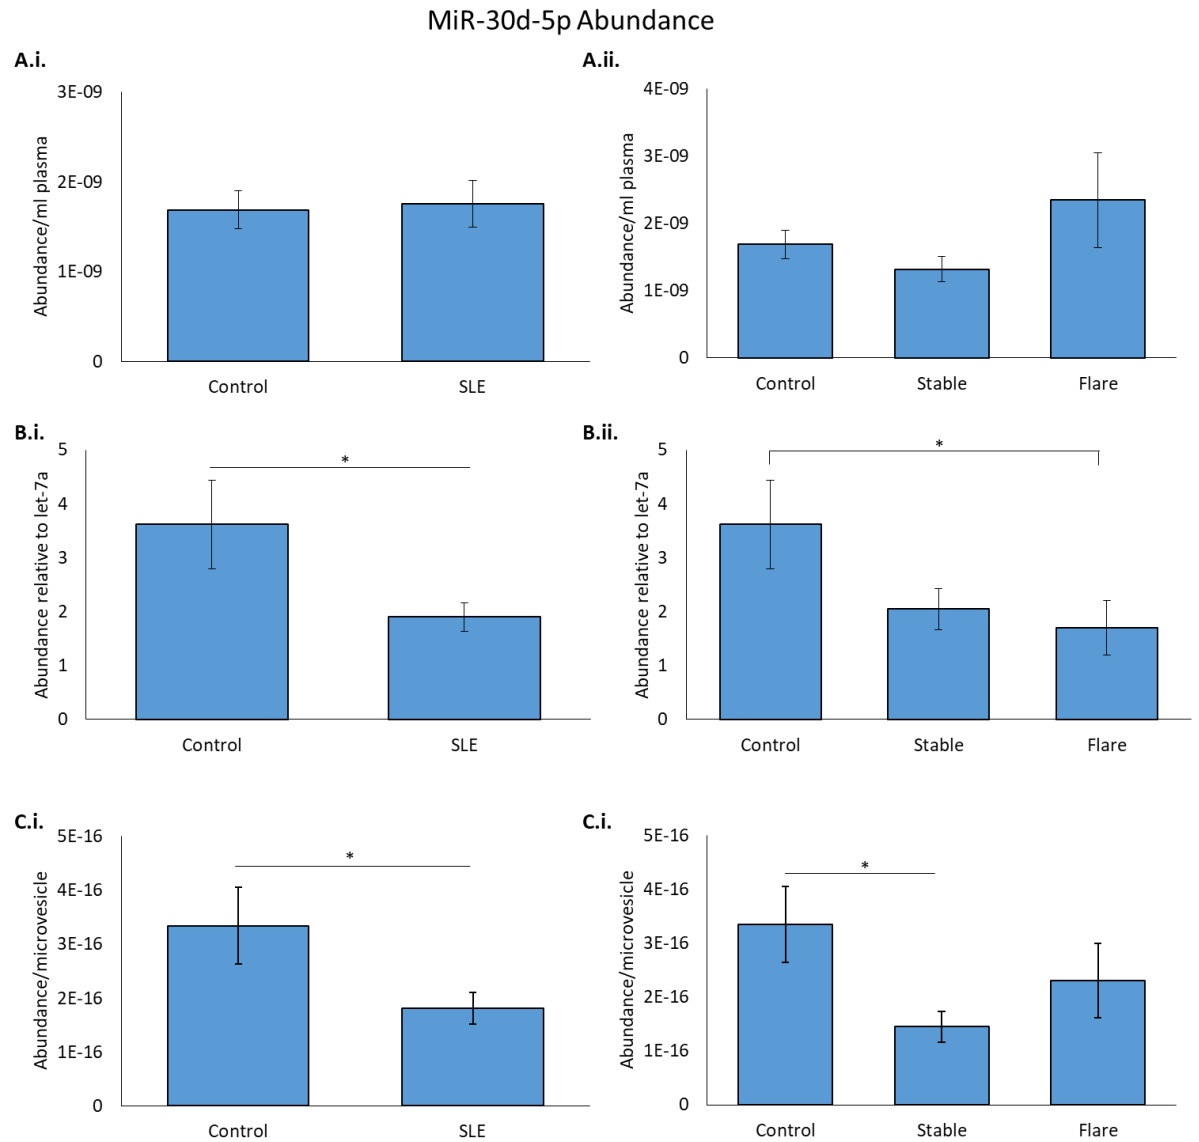 MiR-30d-5p Abundance
A.i.
Abundance/ml plasma
3E-09
2E-09
1E-09
0
Control
SLE
A.ii.
Abundance/ml plasma
4E-09
3E-09
2E-09
1E-09
0
Control
Stable
Flare
B.i.
Abundance relative to let-7a
5
4
3
2
1
0
*
Control
SLE
B.ii.
Abundance relative to let-7a
5
4
3
2
1
0
*
Control
Stable
Flare
C.i.
Abundance/microvesicle
5E-16
4E-16
3E-16
2E-16
1E-16
0
*
Control
SLE
C.i.
Abundance/microvesicle
5E-16
4E-16
3E-16
2E-16
1E-16
0
*
Control
Stable
Flare